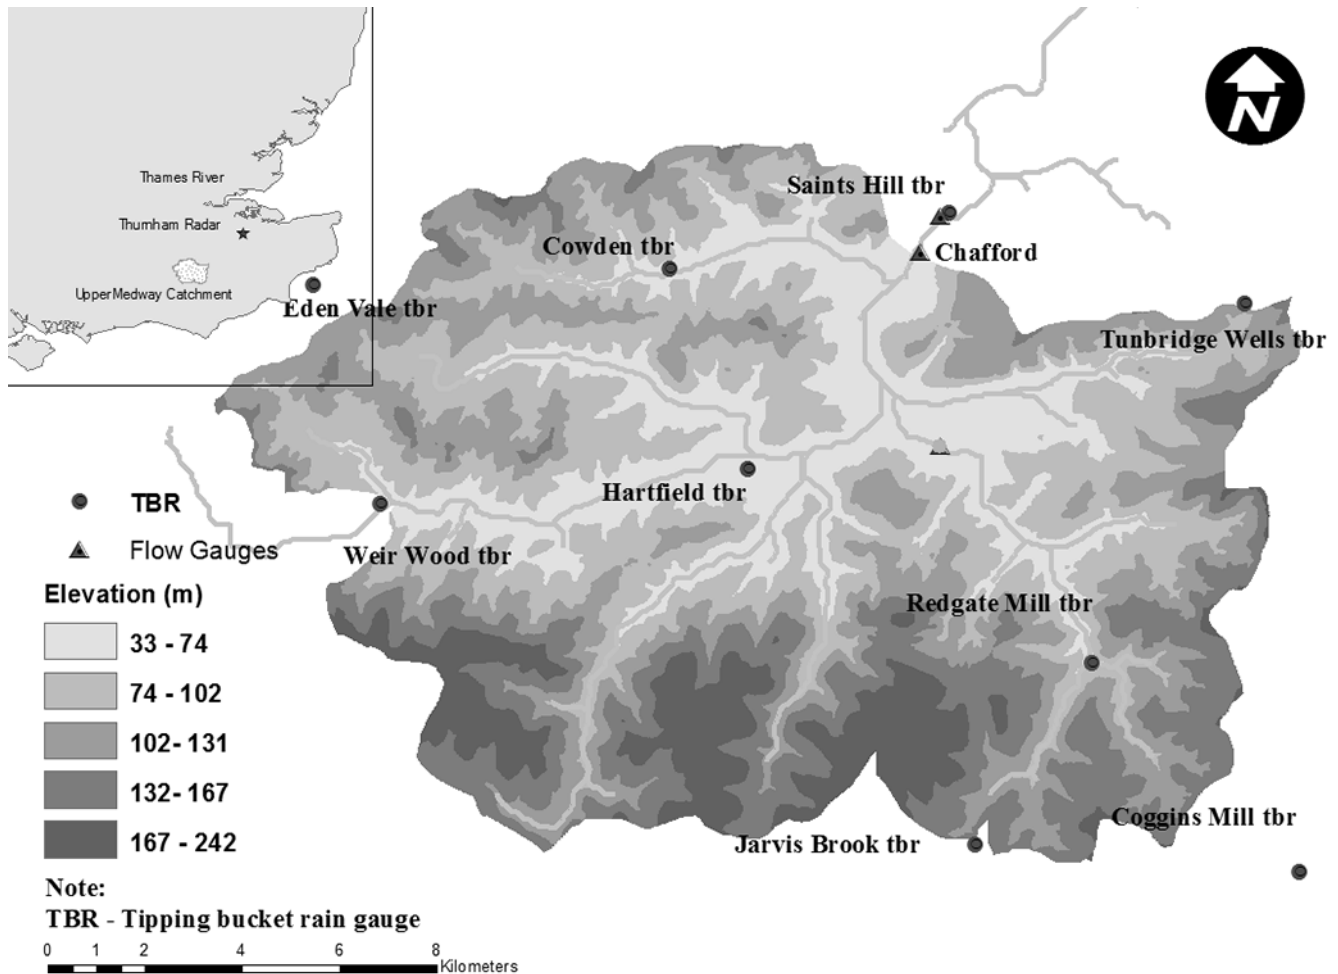 N
Thames River
Thurnham Radar
Upper Medway Catchment
Saints Hill tbr
Cowden tbr
Chafford
Eden Vale tbr
Tunbridge Wells tbr
Hartfield tbr
Weir Wood tbr
Redgate Mill tbr
Jarvis Brook tbr
Coggins Mill tbr
TBR
Flow Gauges
Elevation (m)
33 - 74
74 - 102
102 - 131
132 - 167
167 - 242
Note:
TBR - Tipping bucket rain gauge
0 1 2 4 6 8
Kilometers